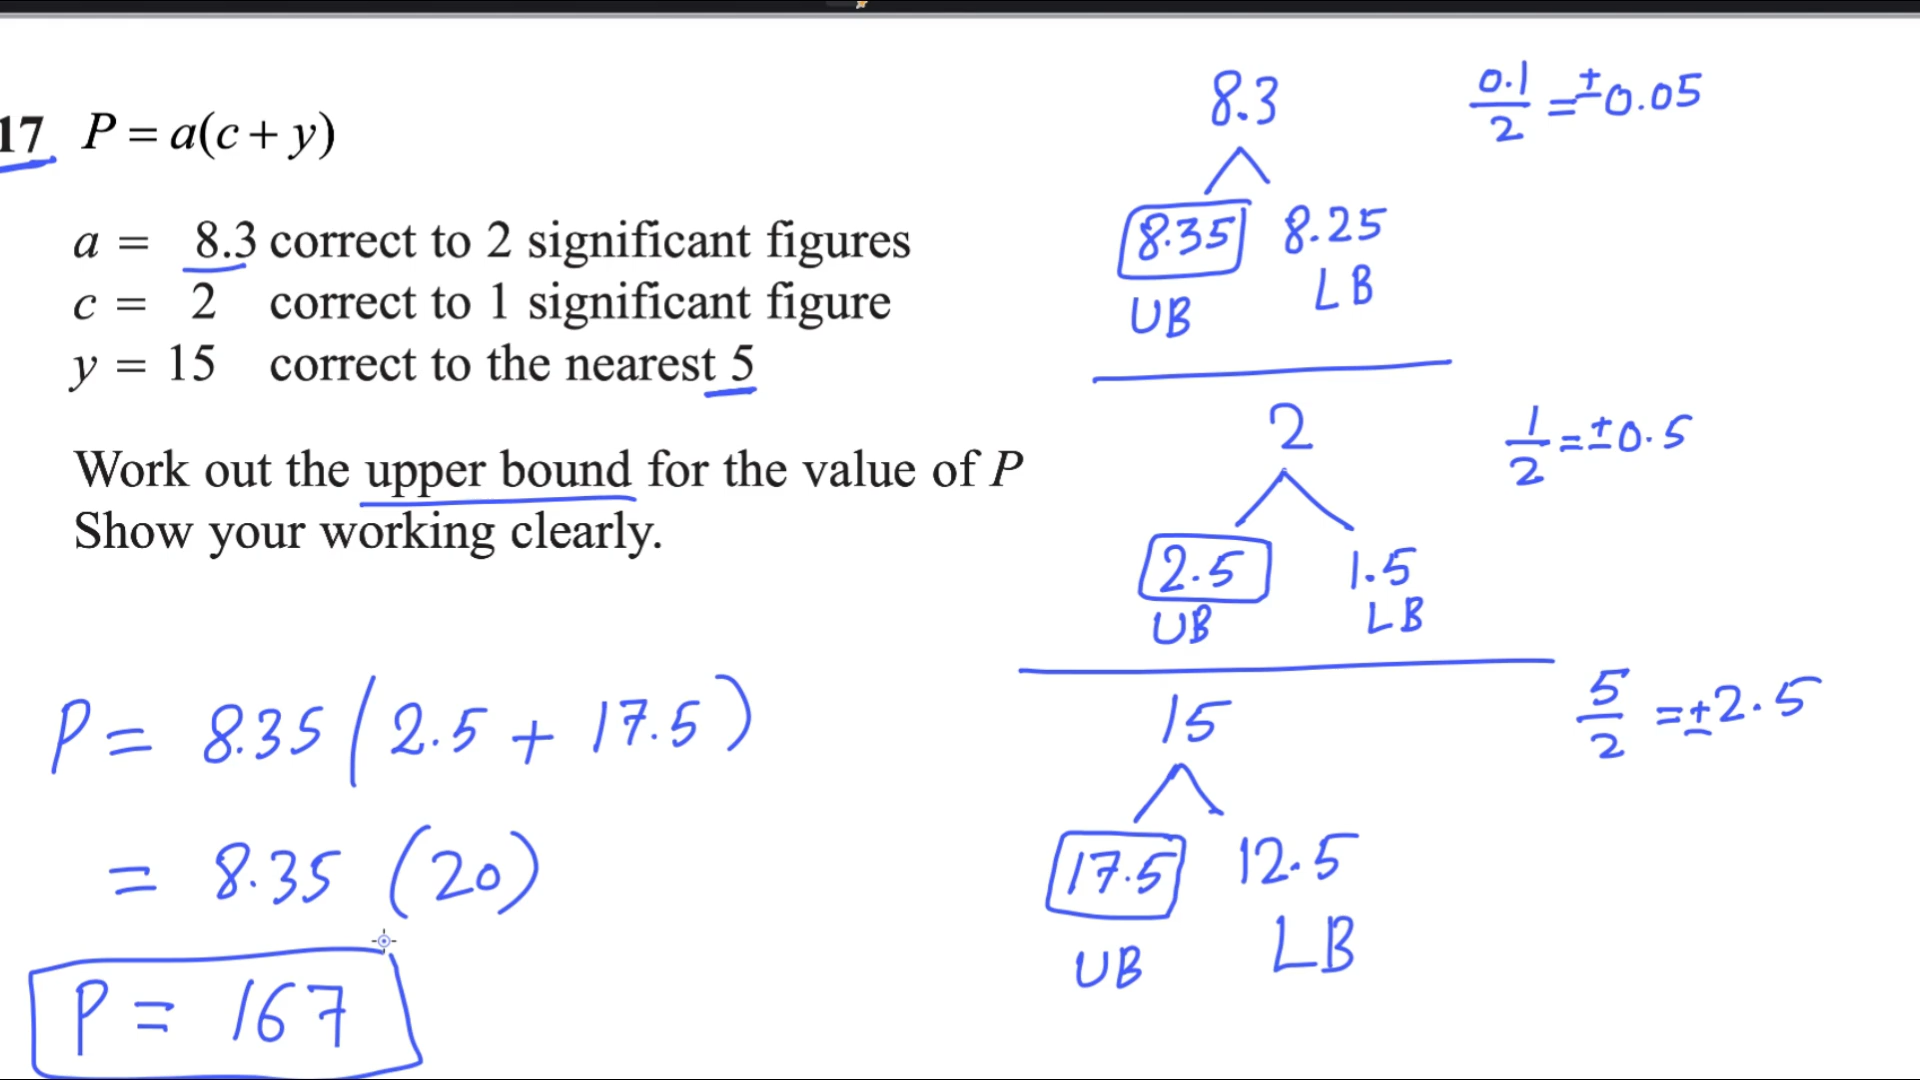 17 P = a(c + y)
a = 8.3 correct to 2 significant figures
c = 2 correct to 1 significant figure
y = 15 correct to the nearest 5
Work out the upper bound for the value of P
Show your working clearly.
P = 8.35 (2.5 + 17.5)
= 8.35 (20)
P = 167
8.3
0.1/2 = ±0.05
8.35 8.25
UB LB
2
1/2 = ±0.5
2.5 1.5
UB LB
15
5/2 = ±2.5
17.5 12.5
UB LB